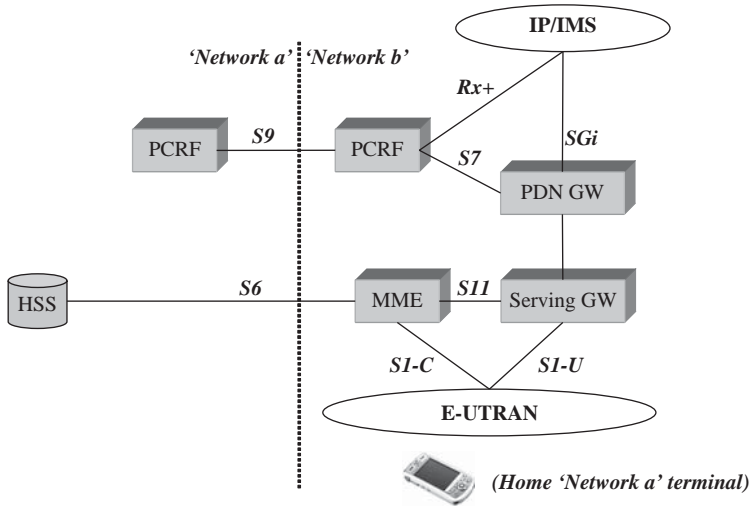 IP/IMS
‘Network a’ ‘Network b’
Rx+
S9
PCRF
PCRF
S7
SGi
PDN GW
HSS
S6
MME
S11
Serving GW
S1-C
S1-U
E-UTRAN
(Home ‘Network a’ terminal)